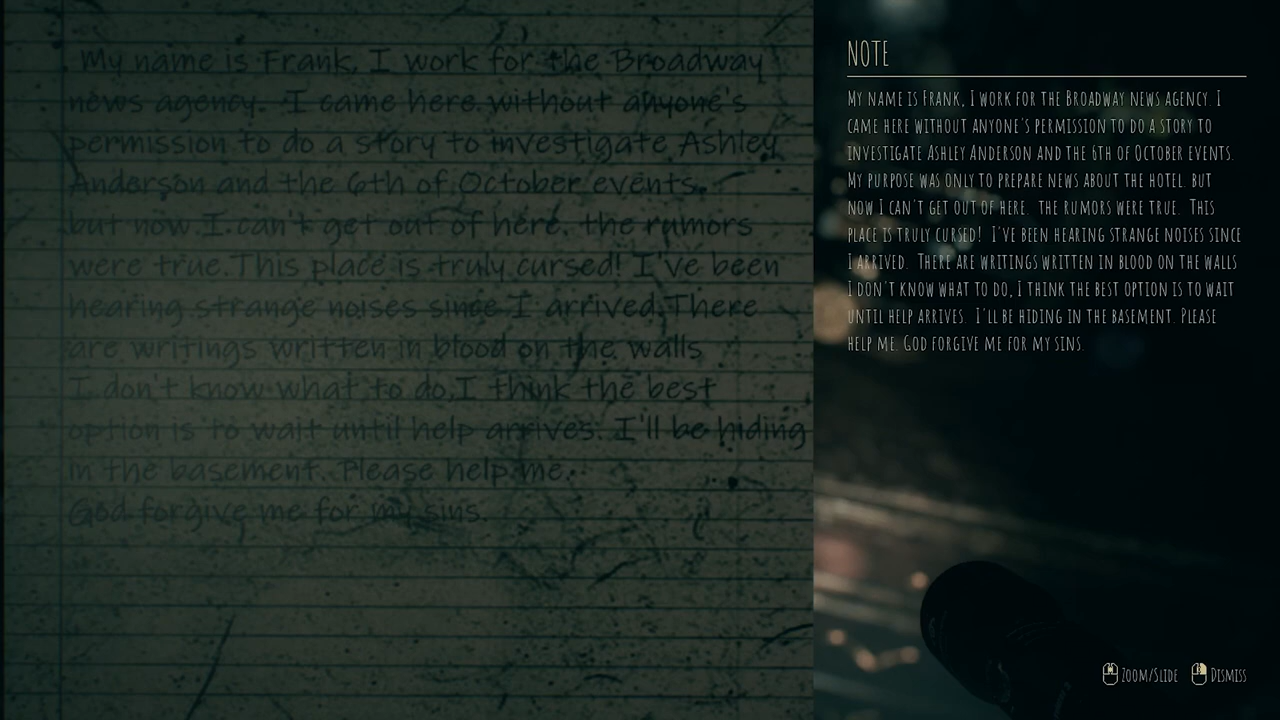 My name is Frank, I work for the Broadway
news agency. I came here without anyone's
permission to do a story to investigate Ashley
Anderson and the 6th of October events.
but now I can't get out of here. the rumors
were true. This place is truly cursed! I've been
hearing strange noises since I arrived. There
are writings written in blood on the walls
I don't know what to do, I think the best
option is to wait until help arrives. I'll be hiding
in the basement. Please help me.
God forgive me for my sins.
NOTE
MY NAME IS FRANK, I WORK FOR THE BROADWAY NEWS AGENCY. I
CAME HERE WITHOUT ANYONE'S PERMISSION TO DO A STORY TO
INVESTIGATE ASHLEY ANDERSON AND THE 6TH OF OCTOBER EVENTS.
MY PURPOSE WAS ONLY TO PREPARE NEWS ABOUT THE HOTEL. BUT
NOW I CAN'T GET OUT OF HERE. THE RUMORS WERE TRUE. THIS
PLACE IS TRULY CURSED! I'VE BEEN HEARING STRANGE NOISES SINCE
I ARRIVED. THERE ARE WRITINGS WRITTEN IN BLOOD ON THE WALLS
I DON'T KNOW WHAT TO DO, I THINK THE BEST OPTION IS TO WAIT
UNTIL HELP ARRIVES. I'LL BE HIDING IN THE BASEMENT. PLEASE
HELP ME. GOD FORGIVE ME FOR MY SINS.
ZOOM/SLIDE DISMISS